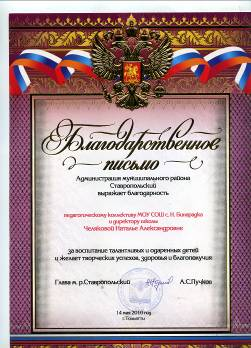 Благодарственное
письмо
Администрация муниципального района
Ставропольский
выражает благодарность
педагогическому коллективу МОУ СОШ с. Н. Бинарадка
и директору школы
Челаковой Наталье Александровне
за воспитание талантливых и одаренных детей
и желает творческих успехов, здоровья и благополучия
Глава м. р. Ставропольский А.С.Пучков
14 мая 2010 год
г. Тольятти